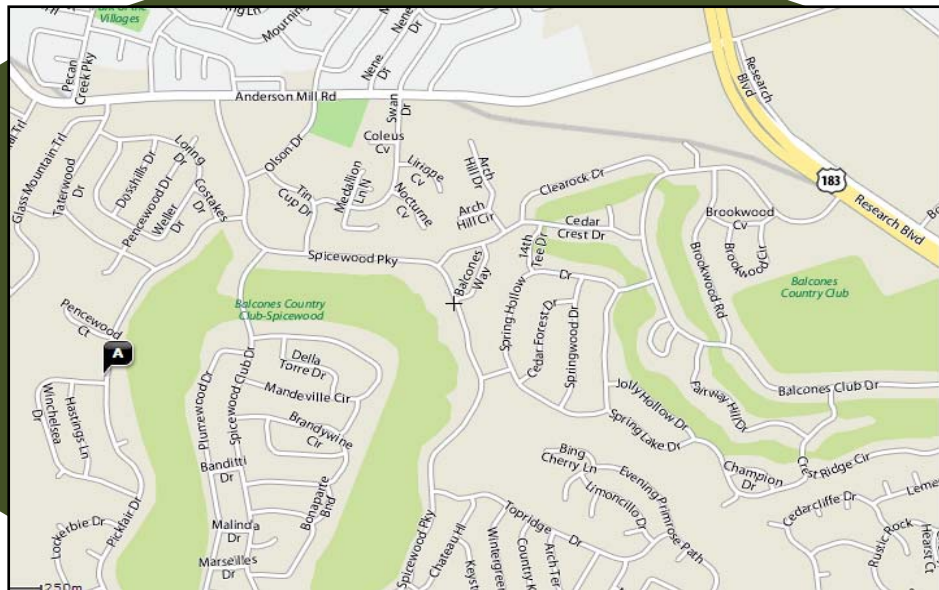 Villages
Mourning
Nene Dr
Nene
Pecan
Creek Pky
Anderson Mill Rd
Research
Blvd
Swan
Dr
Coleus
Cv
Olson Dr
Glass Mountain Trl
Taterwood
Dr
Dosshills Dr
Loring
Dr
Costakes
Dr
Pencewood Dr
Weller
Dr
Tin
Cup Dr
Medallion
Ln N
Liriope
Cv
Nocturne
Cv
Arch
Hill Dr
Arch
Hill Cir
Clearock Dr
183
Research Blvd
Cedar
Crest Dr
Brookwood
Cv
Brookwood Cir
Brookwood Rd
14th
Tee Dr
Spicewood Pky
Balcones
Way
Dr
Balcones
Country Club
Balcones Country
Club-Spicewood
Pencewood
Ct
A
Spring Hollow
Cedar Forest Dr
Springwood Dr
Della
Torre Dr
Mandeville Cir
Plumewood Dr
Spicewood Club Dr
Brandywine
Cir
Winchelsea
Dr
Hastings Ln
Jolly Hollow Dr
Fairway Hill Dr
Balcones Club Dr
Spring Lake Dr
Banditti
Dr
Bonaparte
Bnd
Bing
Cherry Ln
Evening Primrose Path
Limoncillo Dr
Champion
Dr
Crest Ridge Cir
Cedarcliffe Dr
Pickfair Dr
Lockerbie Dr
Malinda
Dr
Marseilles
Dr
Spicewood Pky
Chateau Hl
Topridge
Dr
Wintergreen
Arch Ter
Rustic Rock
Hearst
Ct
250m